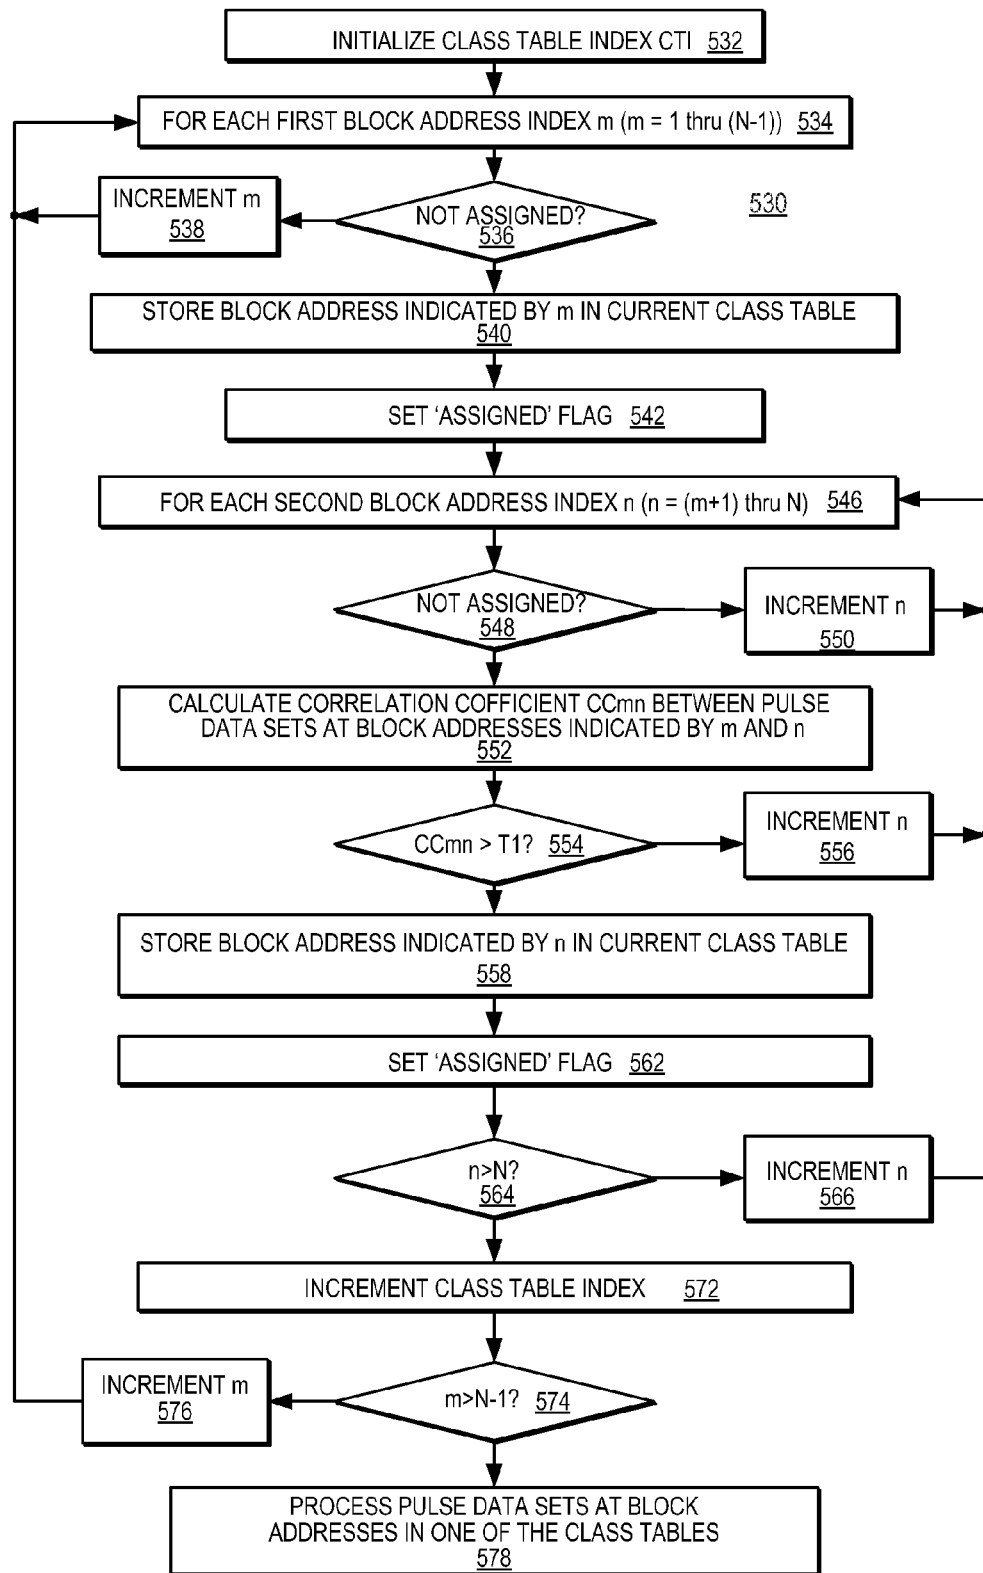 INITIALIZE CLASS TABLE INDEX CTI 532
FOR EACH FIRST BLOCK ADDRESS INDEX m (m = 1 thru (N-1)) 534
INCREMENT m
538
NOT ASSIGNED?
536
530
STORE BLOCK ADDRESS INDICATED BY m IN CURRENT CLASS TABLE
540
SET ‘ASSIGNED’ FLAG 542
FOR EACH SECOND BLOCK ADDRESS INDEX n (n = (m+1) thru N) 546
NOT ASSIGNED?
548
INCREMENT n
550
CALCULATE CORRELATION COFFICIENT CCmn BETWEEN PULSE
DATA SETS AT BLOCK ADDRESSES INDICATED BY m AND n
552
CCmn > T1? 554
INCREMENT n
556
STORE BLOCK ADDRESS INDICATED BY n IN CURRENT CLASS TABLE
558
SET ‘ASSIGNED’ FLAG 562
n>N?
564
INCREMENT n
566
INCREMENT CLASS TABLE INDEX 572
INCREMENT m
576
m>N-1? 574
PROCESS PULSE DATA SETS AT BLOCK
ADDRESSES IN ONE OF THE CLASS TABLES
578